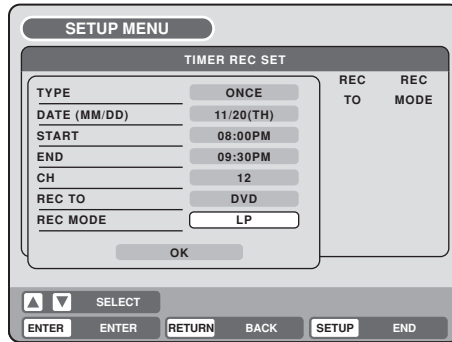 SETUP MENU
TIMER REC SET
REC REC
TO MODE
TYPE ONCE
DATE (MM/DD) 11/20(TH)
START 08:00PM
END 09:30PM
CH 12
REC TO DVD
REC MODE LP
OK
SELECT
ENTER ENTER RETURN BACK SETUP END